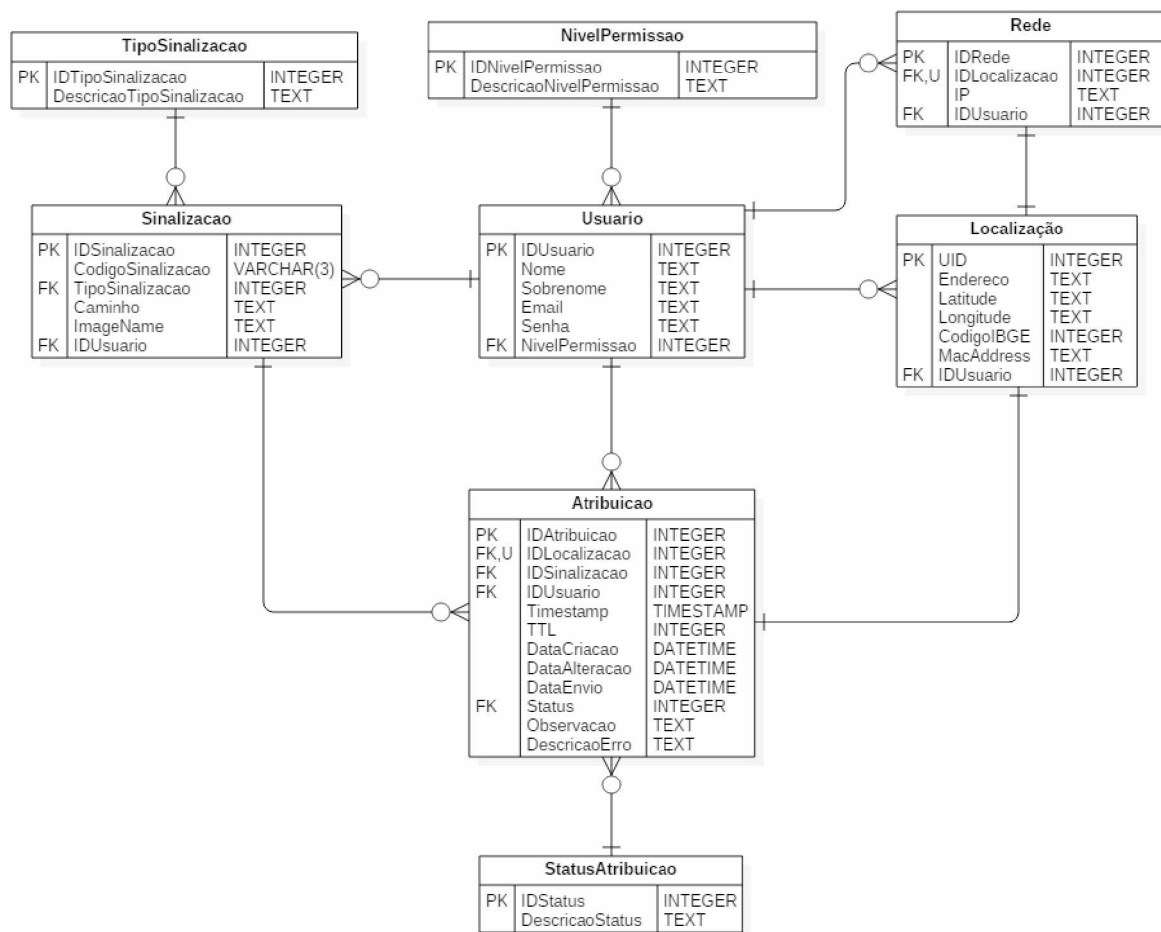 TipoSinalizacao
PK IDTipoSinalizacao INTEGER
DescricaoTipoSinalizacao TEXT
NivelPermissao
PK IDNivelPermissao INTEGER
DescricaoNivelPermissao TEXT
Rede
PK IDRede INTEGER
FK,U IDLocalizacao INTEGER
IP TEXT
FK IDUsuario INTEGER
Sinalizacao
PK IDSinalizacao INTEGER
CodigoSinalizacao VARCHAR(3)
FK TipoSinalizacao INTEGER
Caminho TEXT
ImageName TEXT
FK IDUsuario INTEGER
Usuario
PK IDUsuario INTEGER
Nome TEXT
Sobrenome TEXT
Email TEXT
Senha TEXT
FK NivelPermissao INTEGER
Localização
PK UID INTEGER
Endereco TEXT
Latitude TEXT
Longitude TEXT
CodigoIBGE INTEGER
MacAddress TEXT
FK IDUsuario INTEGER
Atribuicao
PK IDAtribuicao INTEGER
FK,U IDLocalizacao INTEGER
FK IDSinalizacao INTEGER
FK IDUsuario INTEGER
Timestamp TIMESTAMP
TTL INTEGER
DataCriacao DATETIME
DataAlteracao DATETIME
DataEnvio DATETIME
FK Status INTEGER
Observacao TEXT
DescricaoErro TEXT
StatusAtribuicao
PK IDStatus INTEGER
DescricaoStatus TEXT